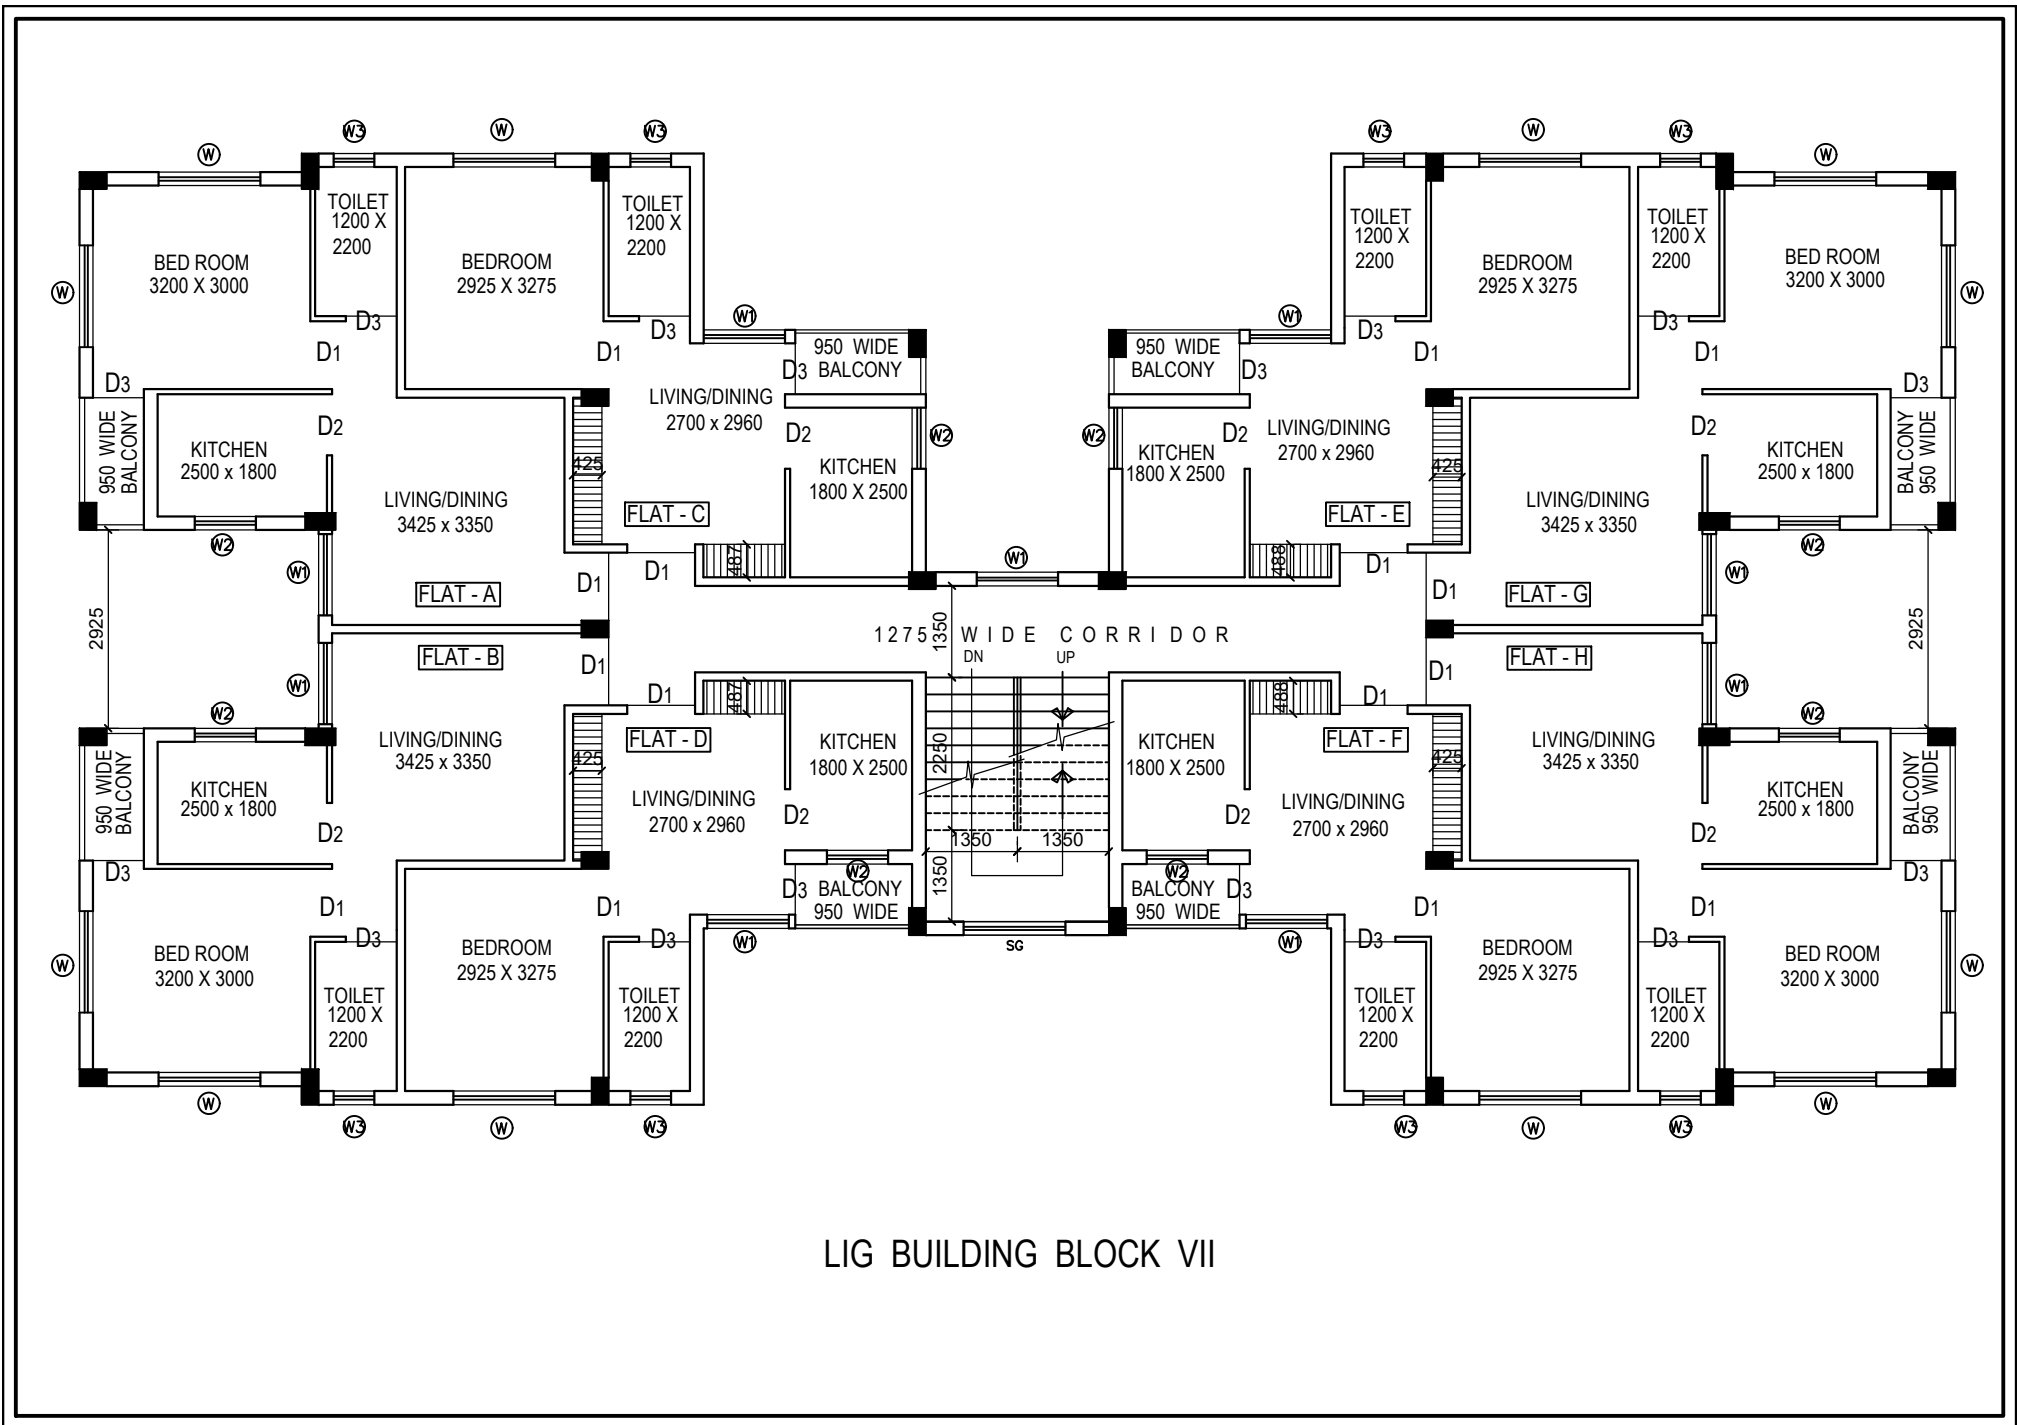 W3 W W3 W3 W W3
W W
TOILET
1200 X
2200
TOILET
1200 X
2200
TOILET
1200 X
2200
TOILET
1200 X
2200
BED ROOM
3200 X 3000
BEDROOM
2925 X 3275
BEDROOM
2925 X 3275
BED ROOM
3200 X 3000
W W
D3 D3 W1 W1 D3 D3
D1 D1 D1 D1
950 WIDE
BALCONY
950 WIDE
BALCONY
D3 D3 D3 D3
950 WIDE
BALCONY
KITCHEN
2500 x 1800
D2
LIVING/DINING
3425 x 3350
425
LIVING/DINING
2700 x 2960
D2
KITCHEN
1800 X 2500
W2 W2
KITCHEN
1800 X 2500
D2
LIVING/DINING
2700 x 2960
425
LIVING/DINING
3425 x 3350
D2
KITCHEN
2500 x 1800
BALCONY
950 WIDE
FLAT - C FLAT - E
W2 W2
W1 D1 D1 487 W1 488 D1 D1 W1
FLAT - A FLAT - G
2925 2925
1350
1275 WIDE CORRIDOR
DN UP
FLAT - B FLAT - H
W1 D1 D1 487 488 D1 D1 W1
W2 W2
FLAT - D FLAT - F
950 WIDE
BALCONY
KITCHEN
2500 x 1800
D2
LIVING/DINING
3425 x 3350
425
LIVING/DINING
2700 x 2960
D2
KITCHEN
1800 X 2500
2250
1350 1350
1350
KITCHEN
1800 X 2500
D2
LIVING/DINING
2700 x 2960
425
LIVING/DINING
3425 x 3350
D2
KITCHEN
2500 x 1800
BALCONY
950 WIDE
W2 W2
D3 D3 D3 D3
BALCONY
950 WIDE
BALCONY
950 WIDE
D1 D1 D1 D1
D3 D3 W1 SG W1 D3 D3
BED ROOM
3200 X 3000
BEDROOM
2925 X 3275
BEDROOM
2925 X 3275
BED ROOM
3200 X 3000
W W
TOILET
1200 X
2200
TOILET
1200 X
2200
TOILET
1200 X
2200
TOILET
1200 X
2200
W W
W3 W W3 W3 W W3
LIG BUILDING BLOCK VII